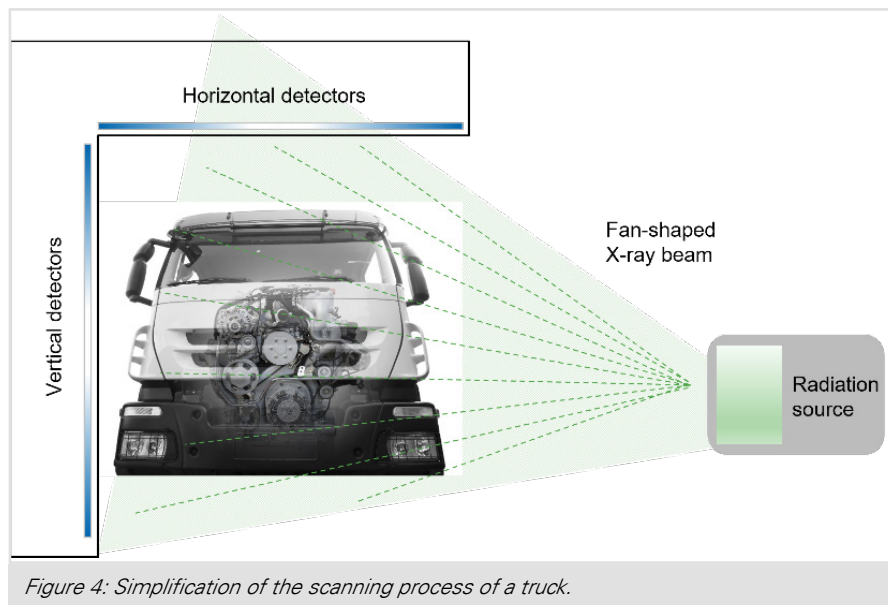 Horizontal detectors
Vertical detectors
Fan-shaped
X-ray beam
Radiation
source
Figure 4: Simplification of the scanning process of a truck.